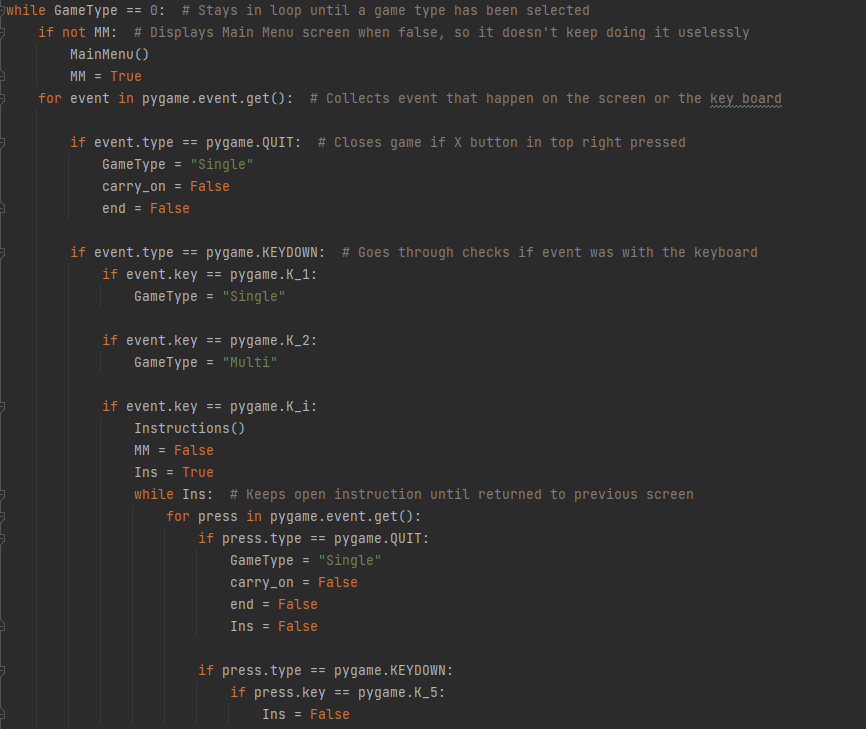 while GameType == 0:  # Stays in loop until a game type has been selected
    if not MM:  # Displays Main Menu screen when false, so it doesn't keep doing it uselessly
        MainMenu()
        MM = True
    for event in pygame.event.get():  # Collects event that happen on the screen or the key board
        if event.type == pygame.QUIT:  # Closes game if X button in top right pressed
            GameType = "Single"
            carry_on = False
            end = False
        if event.type == pygame.KEYDOWN:  # Goes through checks if event was with the keyboard
            if event.key == pygame.K_1:
                GameType = "Single"
            if event.key == pygame.K_2:
                GameType = "Multi"
            if event.key == pygame.K_i:
                Instructions()
                MM = False
                Ins = True
                while Ins:  # Keeps open instruction until returned to previous screen
                    for press in pygame.event.get():
                        if press.type == pygame.QUIT:
                            GameType = "Single"
                            carry_on = False
                            end = False
                            Ins = False
                        if press.type == pygame.KEYDOWN:
                            if press.key == pygame.K_5:
                                Ins = False